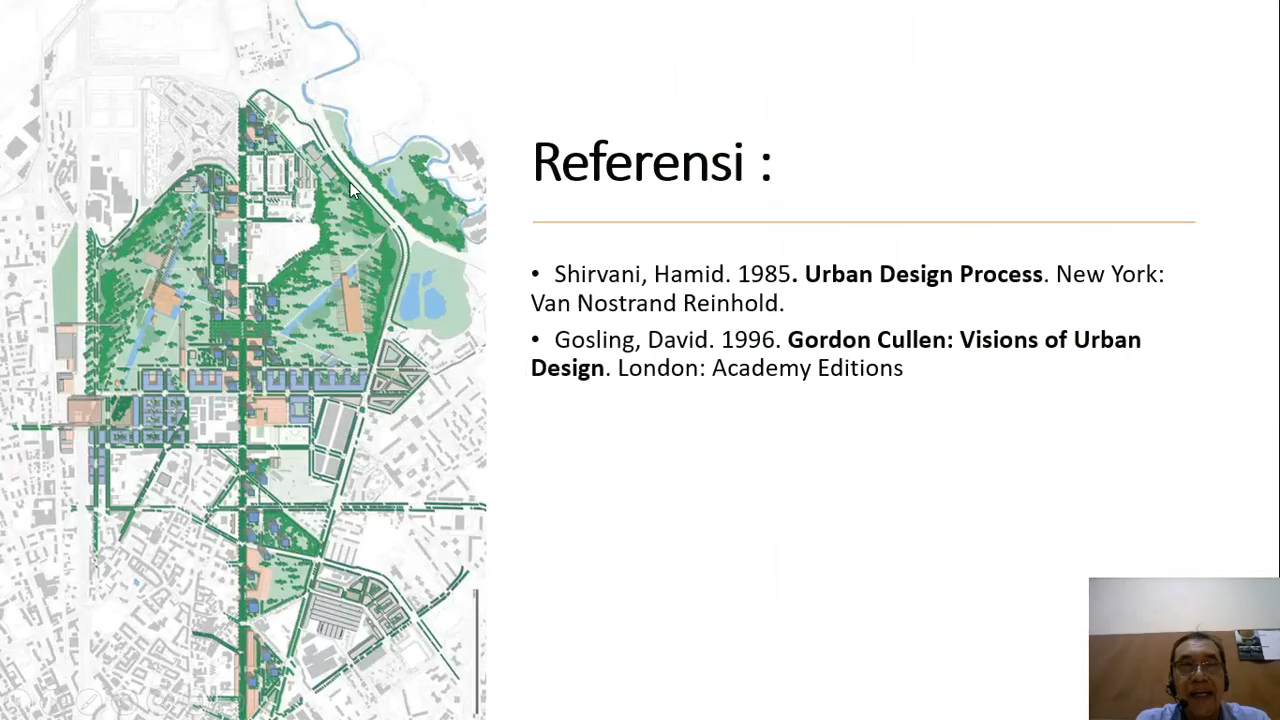 Referensi :
• Shirvani, Hamid. 1985. Urban Design Process. New York:
Van Nostrand Reinhold.
• Gosling, David. 1996. Gordon Cullen: Visions of Urban
Design. London: Academy Editions